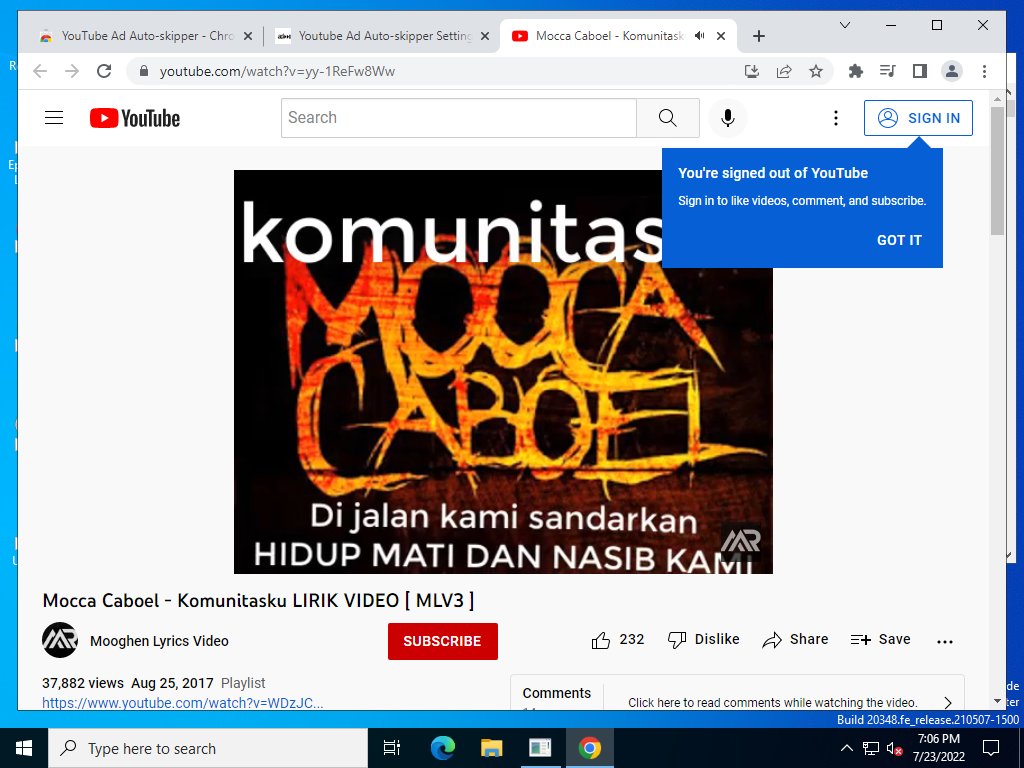 YouTube Ad Auto-skipper - Chro
Youtube Ad Auto-skipper Setting
Mocca Caboel - Komunitask
youtube.com/watch?v=yy-1ReFw8Ww
YouTube
Search
SIGN IN
You're signed out of YouTube
Sign in to like videos, comment, and subscribe.
GOT IT
komunitas
MOCCA
CABOEL
Di jalan kami sandarkan
HIDUP MATI DAN NASIB KAMI
Mocca Caboel - Komunitasku LIRIK VIDEO [ MLV3 ]
Mooghen Lyrics Video
SUBSCRIBE
232
Dislike
Share
Save
37,882 views Aug 25, 2017 Playlist
https://www.youtube.com/watch?v=WDzJC...
Comments
Click here to read comments while watching the video.
Build 20348.fe_release.210507-1500
Type here to search
7:06 PM
7/23/2022